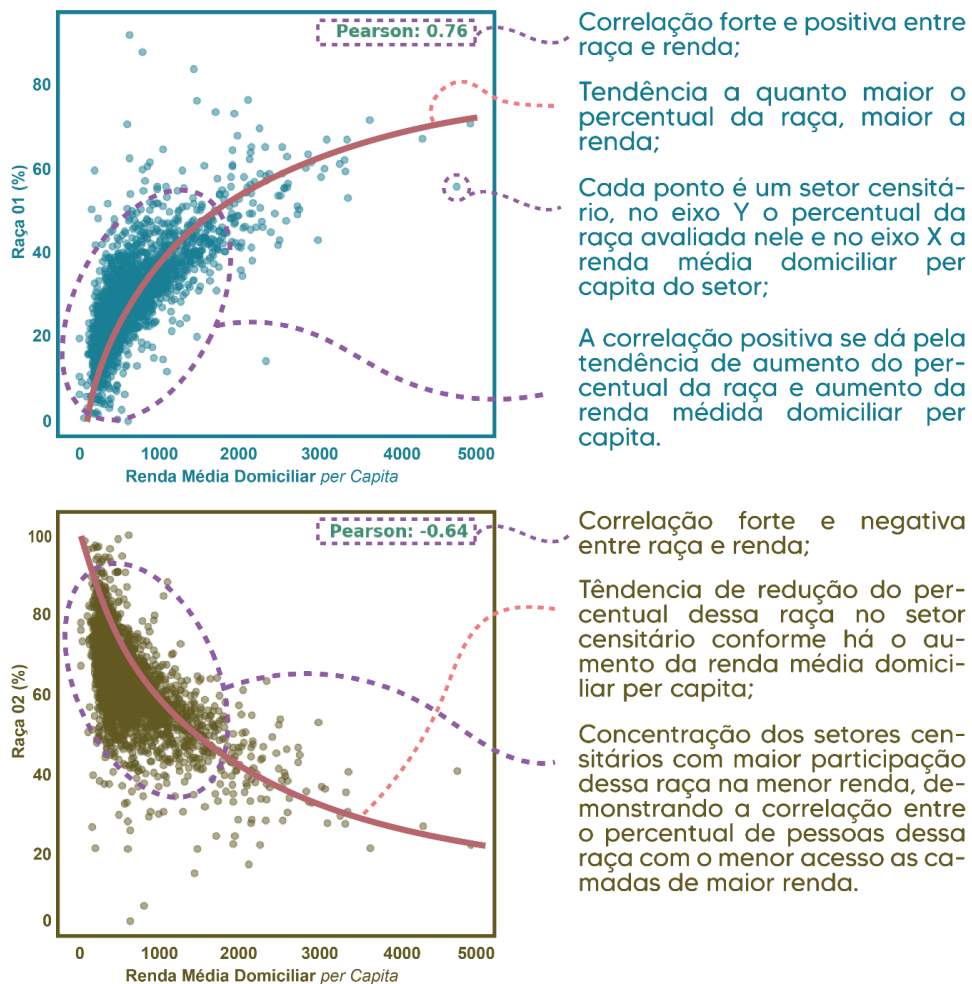 Pearson: 0.76
Raça 01 (%)
80
60
40
20
0
0 1000 2000 3000 4000 5000
Renda Média Domiciliar per Capita
Correlação forte e positiva entre
raça e renda;
Tendência a quanto maior o
percentual da raça, maior a
renda;
Cada ponto é um setor censitá-
rio, no eixo Y o percentual da
raça avaliada nele e no eixo X a
renda média domiciliar per
capita do setor;
A correlação positiva se dá pela
tendência de aumento do per-
centual da raça e aumento da
renda médida domiciliar per
capita.
Pearson: -0.64
Raça 02 (%)
100
80
60
40
20
0
0 1000 2000 3000 4000 5000
Renda Média Domiciliar per Capita
Correlação forte e negativa
entre raça e renda;
Têndencia de redução do per-
centual dessa raça no setor
censitário conforme há o au-
mento da renda média domici-
liar per capita;
Concentração dos setores cen-
sitários com maior participação
dessa raça na menor renda, de-
monstrando a correlação entre
o percentual de pessoas dessa
raça com o menor acesso as ca-
madas de maior renda.